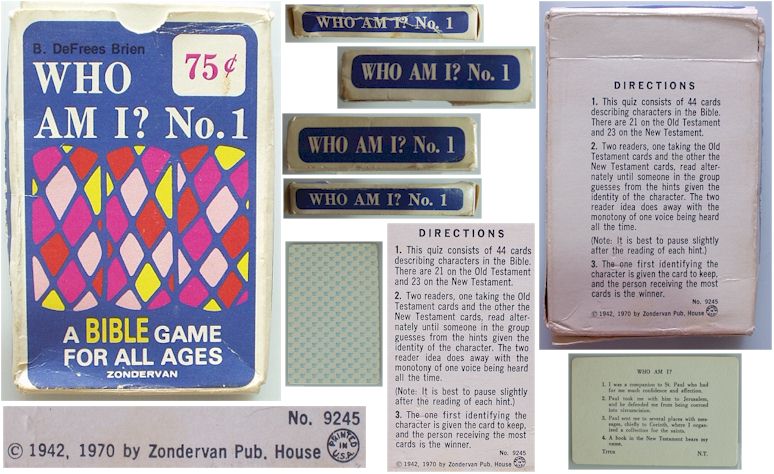 B. DeFrees Brien
75¢
WHO
AM I? No. 1
A BIBLE GAME
FOR ALL AGES
ZONDERVAN
WHO AM I? No. 1
WHO AM I? No. 1
WHO AM I? No. 1
WHO AM I? No. 1
DIRECTIONS
1. This quiz consists of 44 cards
describing characters in the Bible.
There are 21 on the Old Testament
and 23 on the New Testament.
2. Two readers, one taking the Old
Testament cards and the other the
New Testament cards, read alter-
nately until someone in the group
guesses from the hints given the
identity of the character. The two
reader idea does away with the
monotony of one voice being heard
all the time.
(Note: It is best to pause slightly
after the reading of each hint.)
3. The one first identifying the
character is given the card to keep,
and the person receiving the most
cards is the winner.
No. 9245
© 1942, 1970 by Zondervan Pub. House
DIRECTIONS
1. This quiz consists of 44 cards
describing characters in the Bible.
There are 21 on the Old Testament
and 23 on the New Testament.
2. Two readers, one taking the Old
Testament cards and the other the
New Testament cards, read alter-
nately until someone in the group
guesses from the hints given the
identity of the character. The two
reader idea does away with the
monotony of one voice being heard
all the time.
(Note: It is best to pause slightly
after the reading of each hint.)
3. The one first identifying the
character is given the card to keep,
and the person receiving the most
cards is the winner.
No. 9245
© 1942, 1970 by Zondervan Pub. House
WHO AM I?
1. I was a companion to St. Paul who had
for me much confidence and affection.
2. Paul took me with him to Jerusalem,
and he defended me from being coerced
into circumcision.
3. Paul sent me to several places with mes-
sages, chiefly to Corinth, where I organ-
ized a collection for the saints.
4. A book in the New Testament bears my
name.
TITUS N.T.
No. 9245
© 1942, 1970 by Zondervan Pub. House
PRINTED IN U.S.A.